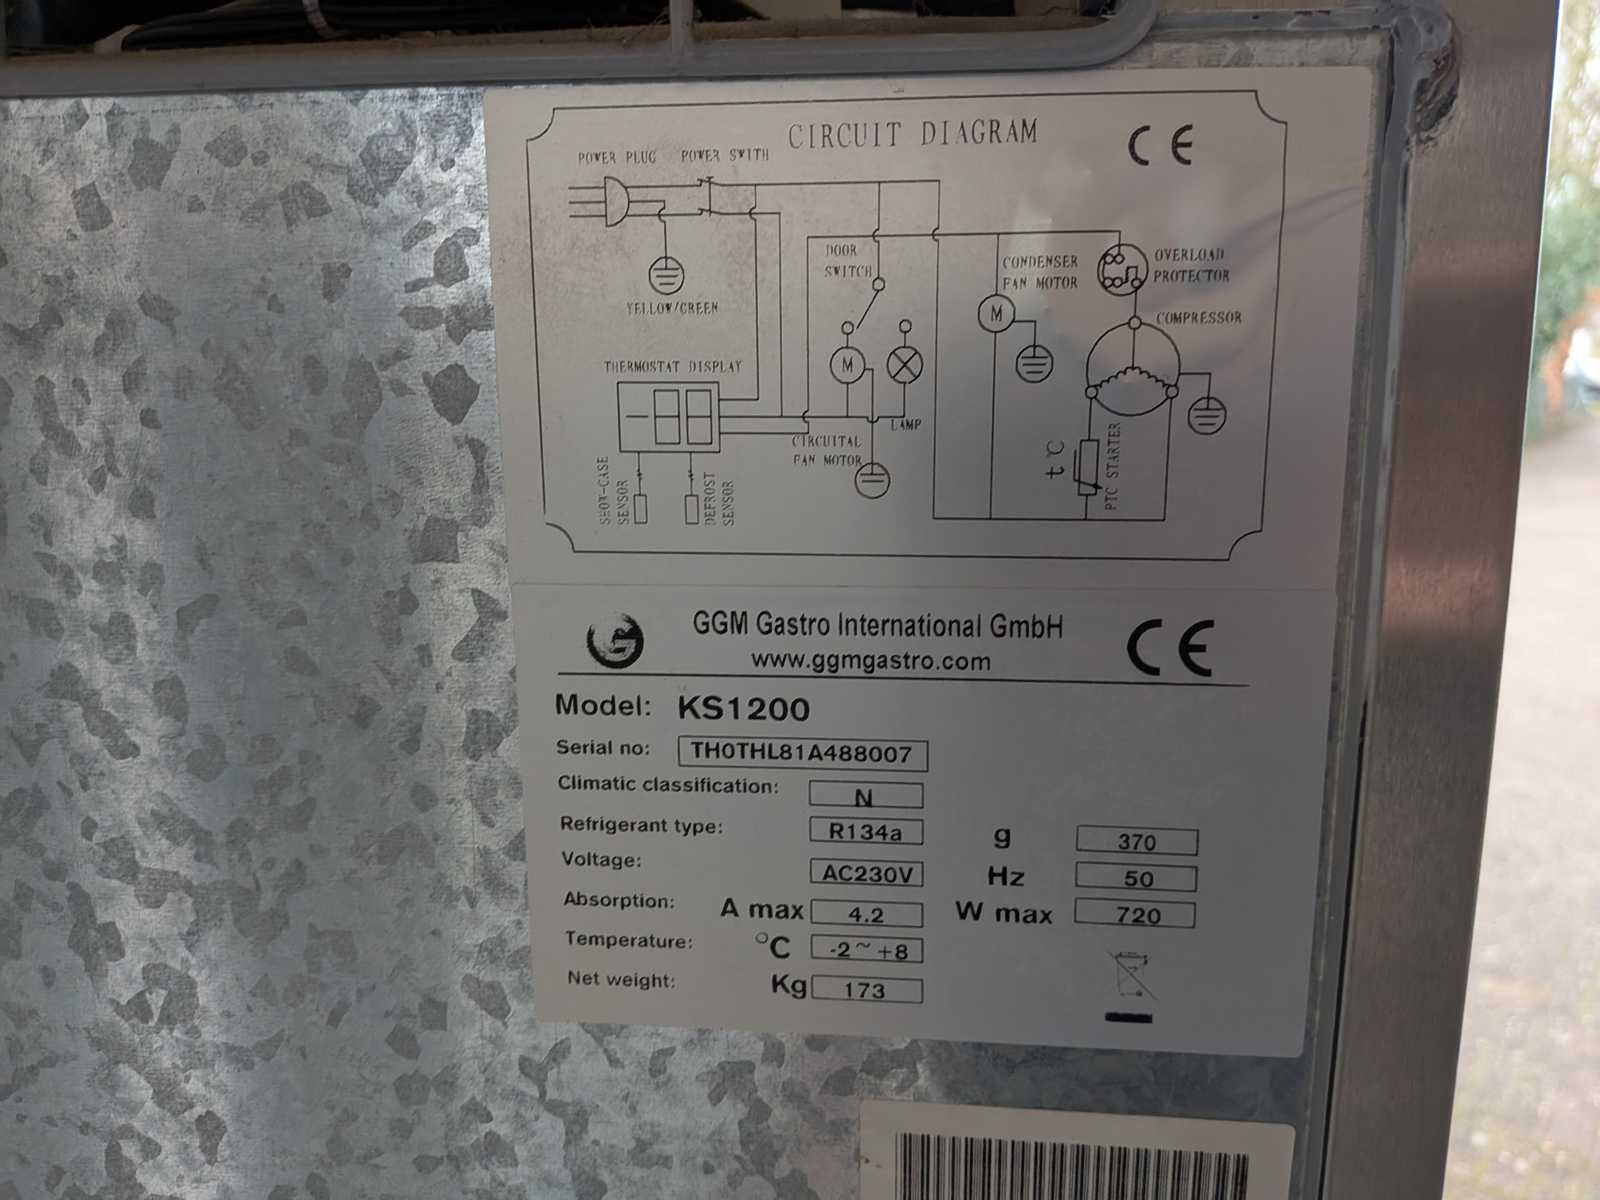 CIRCUIT DIAGRAM
CE
POWER PLUG
POWER SWITH
YELLOW/GREEN
DOOR
SWITCH
CONDENSER
FAN MOTOR
OVERLOAD
PROTECTOR
M
M
COMPRESSOR
THERMOSTAT DISPLAY
LAMP
CIRCUITAL
FAN MOTOR
SHOW-CASE
SENSOR
DEFROST
SENSOR
t℃
PTC STARTER
G
GGM Gastro International GmbH
www.ggmgastro.com
CE
Model: KS1200
Serial no: TH0THL81A488007
Climatic classification: N
Refrigerant type: R134a g 370
Voltage: AC230V Hz 50
Absorption: A max 4.2 W max 720
Temperature: °C -2~+8
Net weight: Kg 173